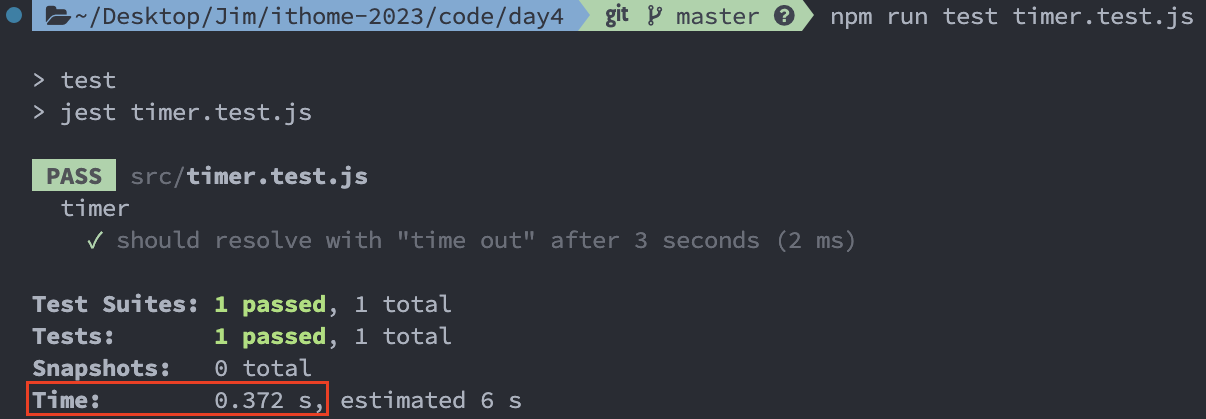 ~/Desktop/Jim/ithome-2023/code/day4 git master ? npm run test timer.test.js
> test
> jest timer.test.js
PASS src/timer.test.js
timer
✓ should resolve with "time out" after 3 seconds (2 ms)
Test Suites: 1 passed, 1 total
Tests: 1 passed, 1 total
Snapshots: 0 total
Time: 0.372 s, estimated 6 s